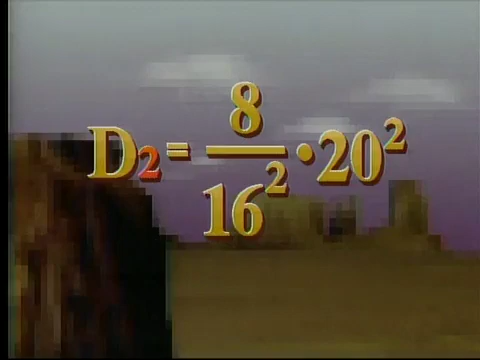 D₂ = 8/16² · 20²